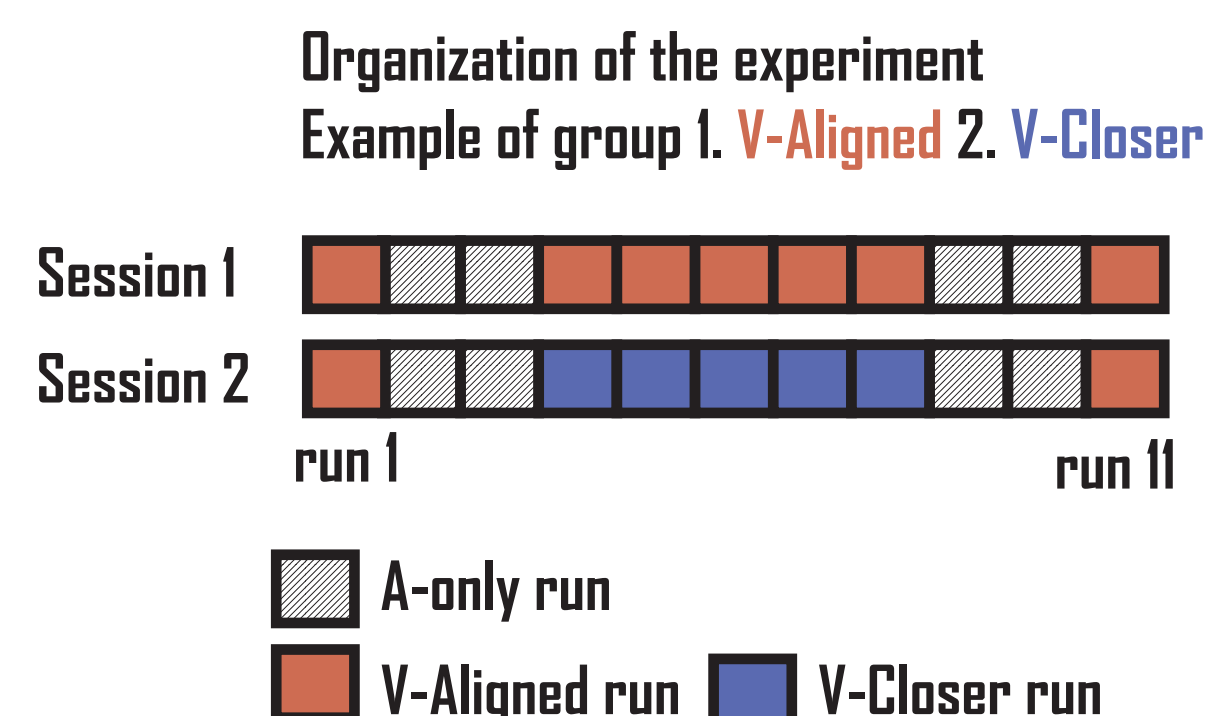 Organization of the experiment
Example of group 1. V-Aligned 2. V-Closer
Session 1
Session 2
run 1
run 11
A-only run
V-Aligned run
V-Closer run